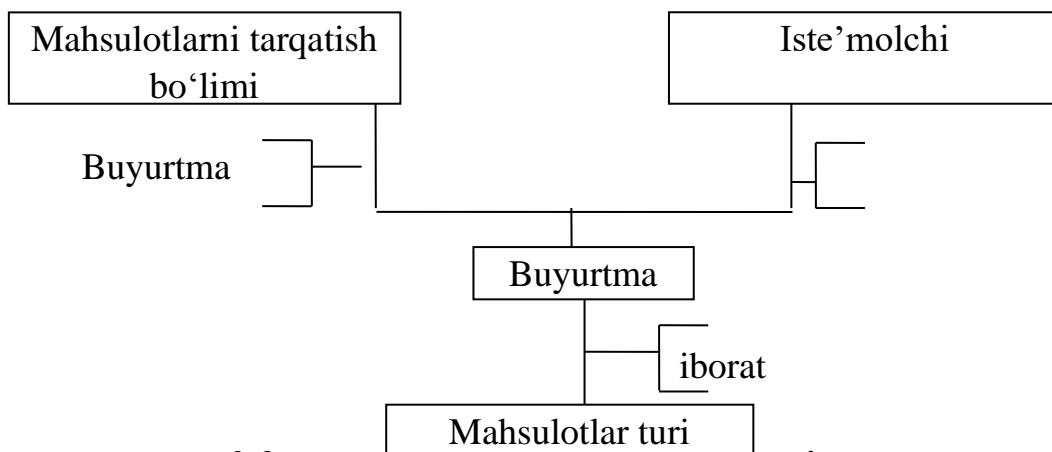 Mahsulotlarni tarqatish
bo‘limi
Iste’molchi
Buyurtma
Buyurtma
iborat
Mahsulotlar turi